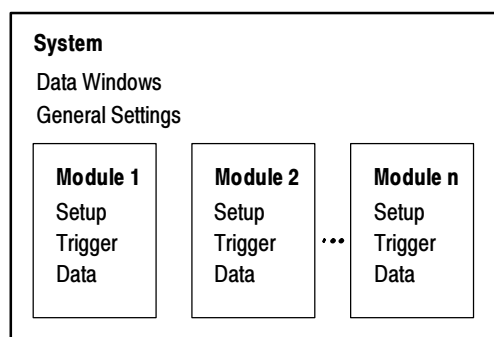 System
Data Windows
General Settings
Module 1
Setup
Trigger
Data
Module 2
Setup
Trigger
Data
...
Module n
Setup
Trigger
Data